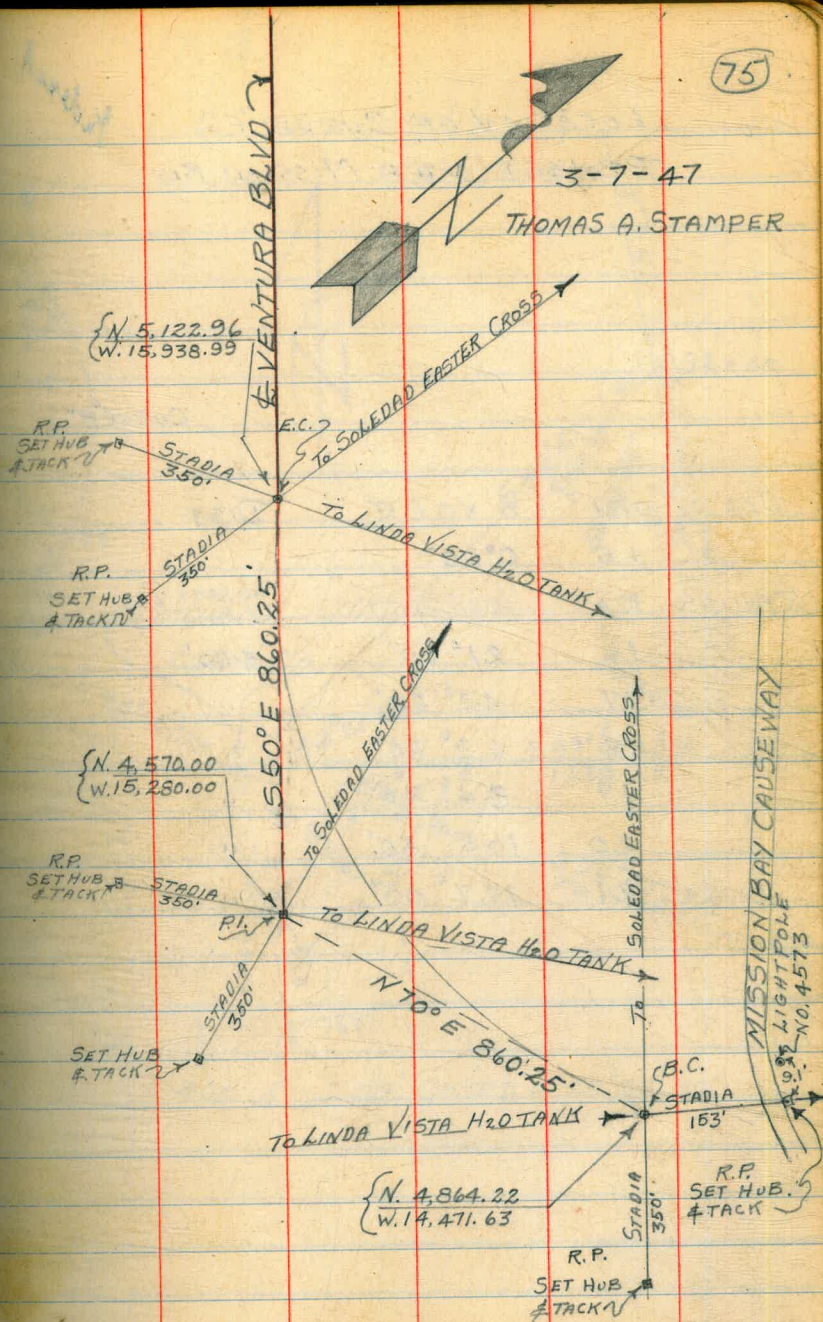 75
3-7-47
THOMAS A. STAMPER
℄ VENTURA BLVD
N. 5,122.96
W. 15,938.99
E.C.
TO SOLEDAD EASTER CROSS
R.P.
SET HUB
& TACK
STADIA
350'
TO LINDA VISTA H2O TANK
STADIA
350'
R.P.
SET HUB
& TACK
S 50° E 860.25'
TO SOLEDAD EASTER CROSS
N. 4,570.00
W. 15,280.00
R.P.
SET HUB
& TACK
STADIA
350'
P.I.
TO LINDA VISTA H2O TANK
STADIA
350'
SET HUB
& TACK
N 70° E 860.25'
TO SOLEDAD EASTER CROSS
MISSION BAY CAUSEWAY
LIGHT POLE
NO. 4573
9.1'
B.C.
STADIA
153'
TO LINDA VISTA H2O TANK
N. 4,864.22
W. 14,471.63
STADIA
350'
R.P.
SET HUB.
& TACK
R.P.
SET HUB
& TACK